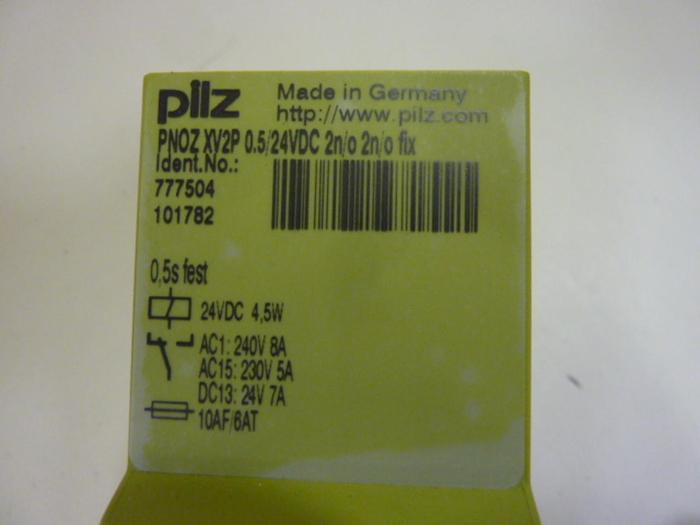 pilz
Made in Germany
http://www.pilz.com
PNOZ XV2P 0.5/24VDC 2n/o 2n/o fix
Ident.No.:
777504
101782
0,5s fest
24VDC 4,5W
AC1: 240V 8A
AC15: 230V 5A
DC13: 24V 7A
10AF/6AT